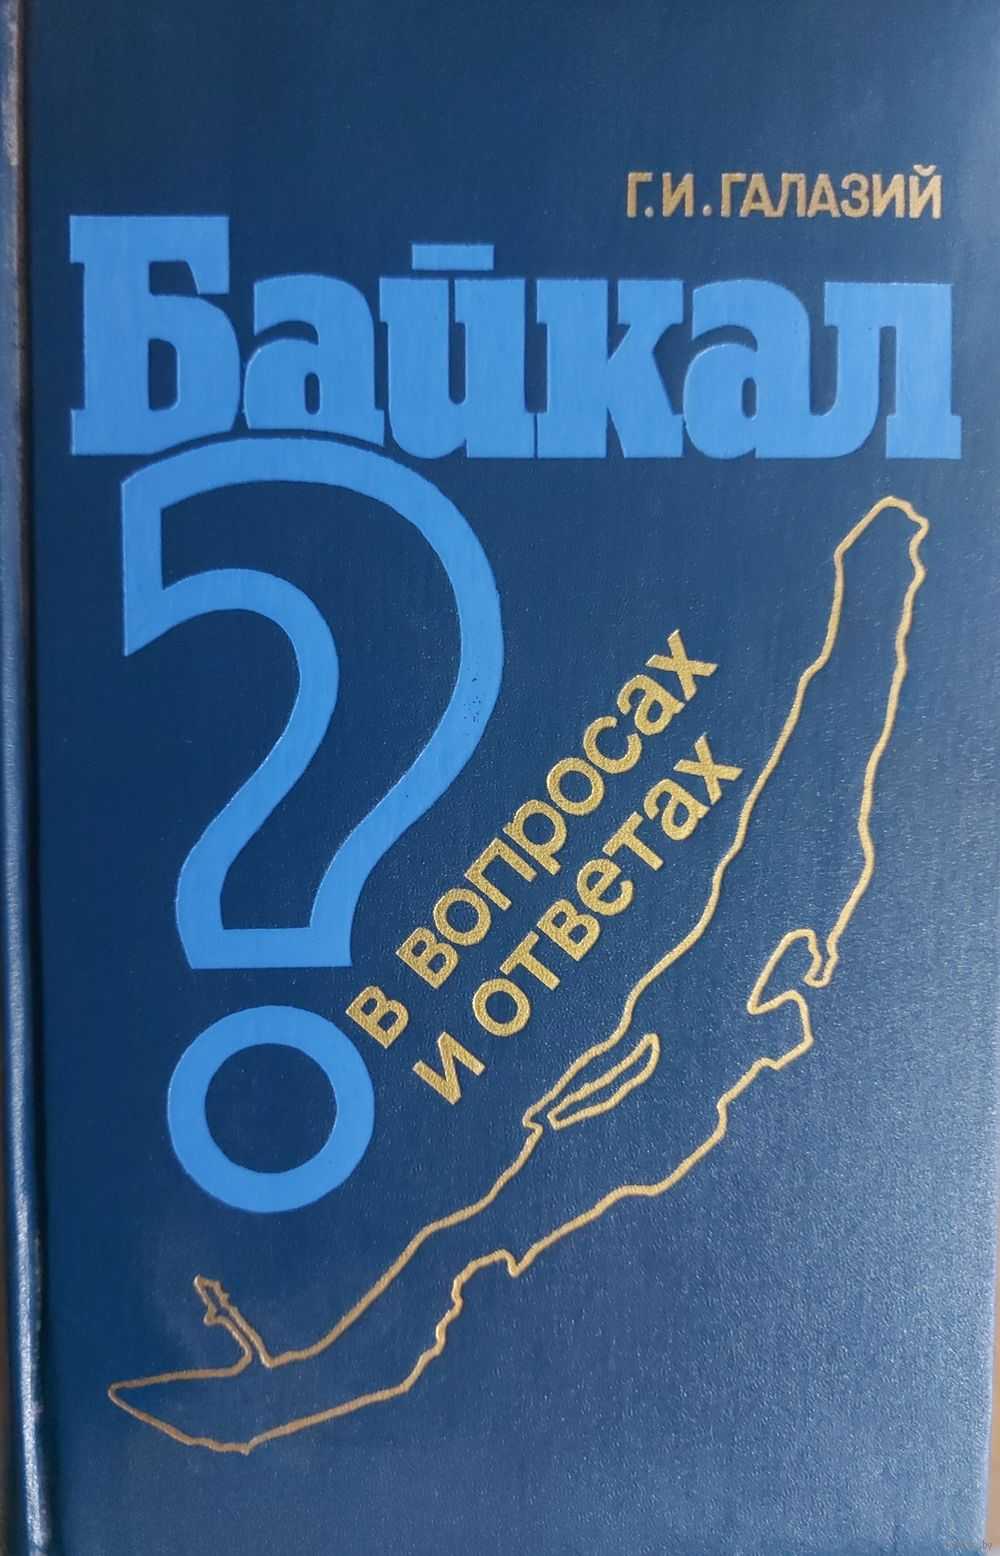 Г.И.ГАЛАЗИЙ
Байкал
?
в вопросах
и ответах